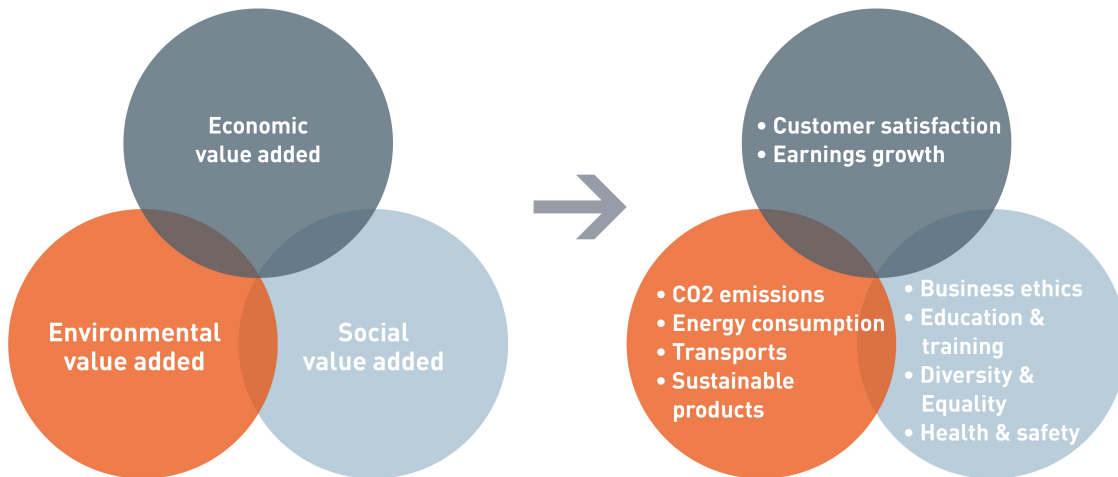 Economic
value added
Environmental
value added
Social
value added
• Customer satisfaction
• Earnings growth
• CO2 emissions
• Energy consumption
• Transports
• Sustainable
products
• Business ethics
• Education &
training
• Diversity &
Equality
• Health & safety